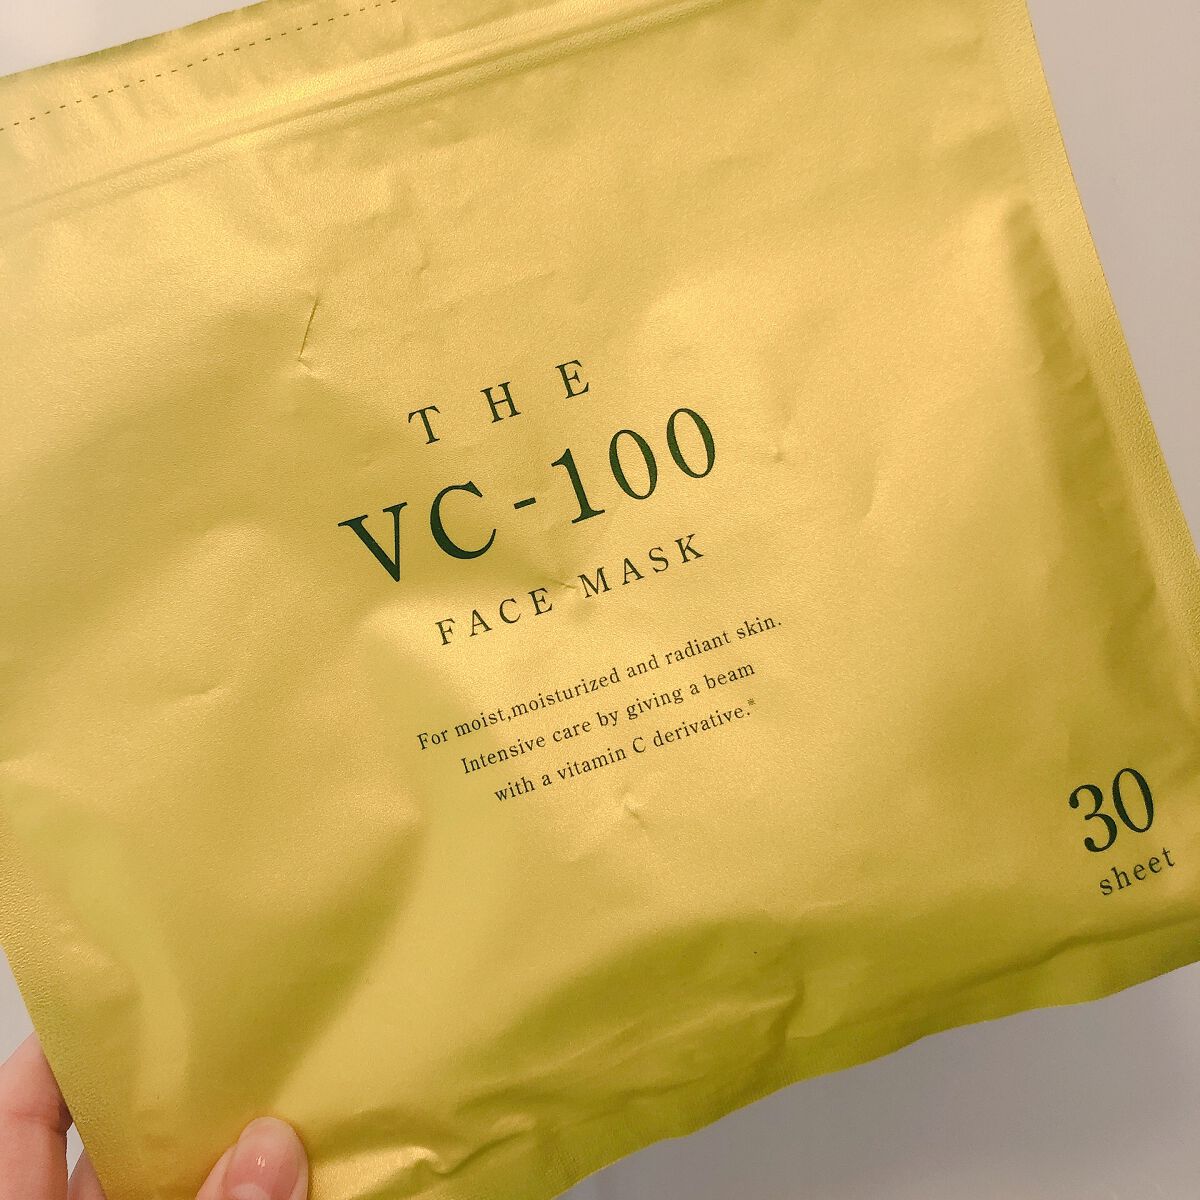 THE
VC-100
FACE MASK
For moist,moisturized and radiant skin.
Intensive care by giving a beam
with a vitamin C derivative.*
30
sheet